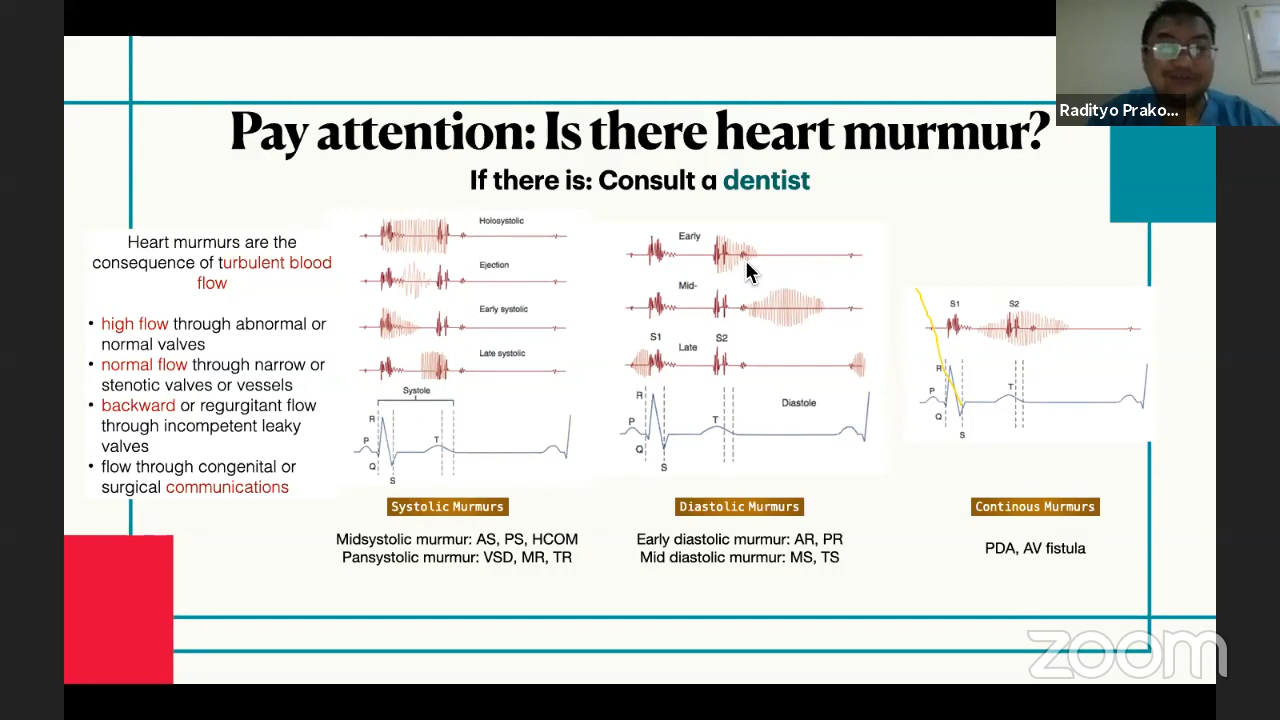 Radityo Prako...
Pay attention: Is there heart murmur?
If there is: Consult a dentist
Heart murmurs are the
consequence of turbulent blood
flow
• high flow through abnormal or
normal valves
• normal flow through narrow or
stenotic valves or vessels
• backward or regurgitant flow
through incompetent leaky
valves
• flow through congenital or
surgical communications
Holosystolic
Ejection
Early systolic
Late systolic
Systole
R
P
T
Q
S
Systolic Murmurs
Midsystolic murmur: AS, PS, HCOM
Pansystolic murmur: VSD, MR, TR
Early
Mid-
S1
S2
Late
R
Diastole
P
T
Q
S
Diastolic Murmurs
Early diastolic murmur: AR, PR
Mid diastolic murmur: MS, TS
S1
S2
R
P
T
Q
S
Continous Murmurs
PDA, AV fistula
zoom